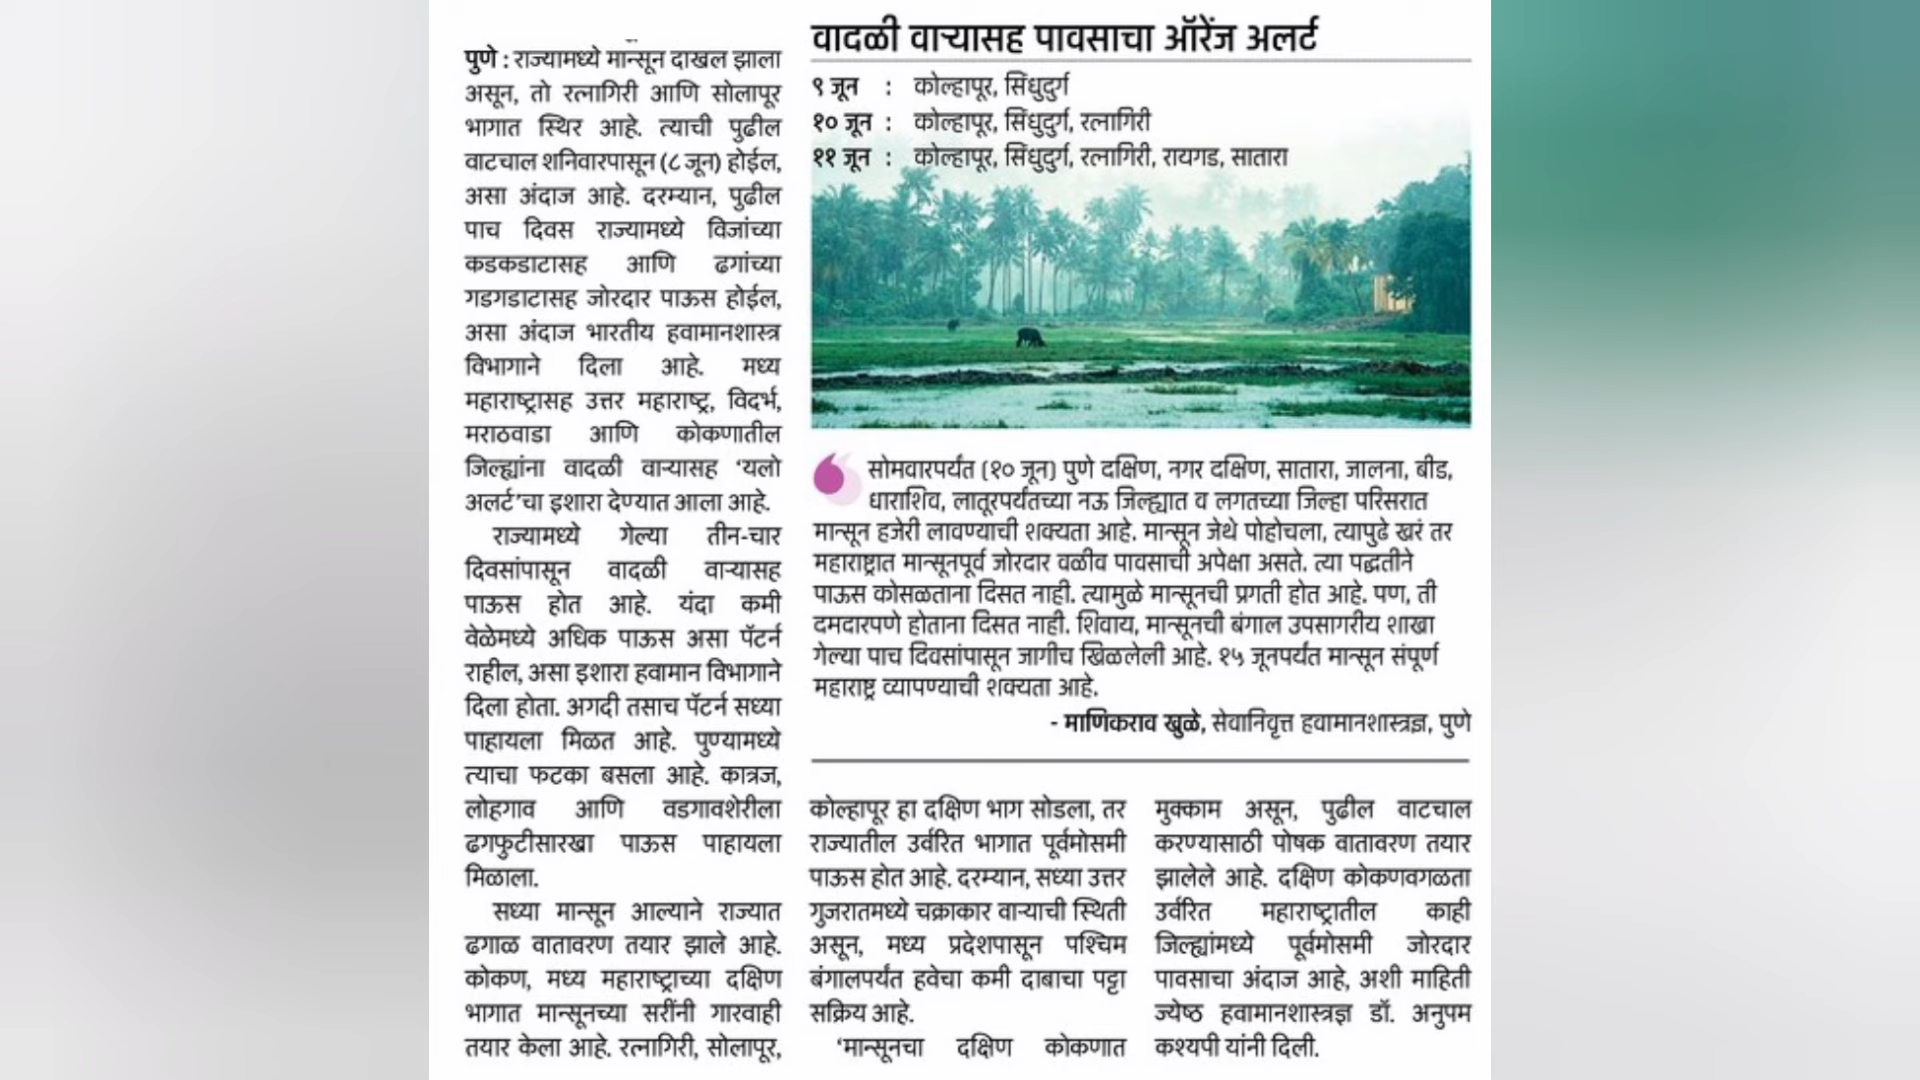 पुणे : राज्यामध्ये मान्सून दाखल झाला
असून, तो रत्नागिरी आणि सोलापूर
भागात स्थिर आहे. त्याची पुढील
वाटचाल शनिवारपासून (८ जून) होईल,
असा अंदाज आहे. दरम्यान, पुढील
पाच दिवस राज्यामध्ये विजांच्या
कडकडाटासह आणि ढगांच्या
गडगडाटासह जोरदार पाऊस होईल,
असा अंदाज भारतीय हवामानशास्त्र
विभागाने दिला आहे. मध्य
महाराष्ट्रासह उत्तर महाराष्ट्र, विदर्भ,
मराठवाडा आणि कोकणातील
जिल्ह्यांना वादळी वाऱ्यासह ‘यलो
अलर्ट’चा इशारा देण्यात आला आहे.
राज्यामध्ये गेल्या तीन-चार
दिवसांपासून वादळी वाऱ्यासह
पाऊस होत आहे. यंदा कमी
वेळेमध्ये अधिक पाऊस असा पॅटर्न
राहील, असा इशारा हवामान विभागाने
दिला होता. अगदी तसाच पॅटर्न सध्या
पाहायला मिळत आहे. पुण्यामध्ये
त्याचा फटका बसला आहे. कात्रज,
लोहगाव आणि वडगावशेरीला
ढगफुटीसारखा पाऊस पाहायला
मिळाला.
सध्या मान्सून आल्याने राज्यात
ढगाळ वातावरण तयार झाले आहे.
कोकण, मध्य महाराष्ट्राच्या दक्षिण
भागात मान्सूनच्या सरींनी गारवाही
तयार केला आहे. रत्नागिरी, सोलापूर,
वादळी वाऱ्यासह पावसाचा ऑरेंज अलर्ट
९ जून : कोल्हापूर, सिंधुदुर्ग
१० जून : कोल्हापूर, सिंधुदुर्ग, रत्नागिरी
११ जून : कोल्हापूर, सिंधुदुर्ग, रत्नागिरी, रायगड, सातारा
सोमवारपर्यंत (१० जून) पुणे दक्षिण, नगर दक्षिण, सातारा, जालना, बीड,
धाराशिव, लातूरपर्यंतच्या नऊ जिल्ह्यात व लगतच्या जिल्हा परिसरात
मान्सून हजेरी लावण्याची शक्यता आहे. मान्सून जेथे पोहोचला, त्यापुढे खरं तर
महाराष्ट्रात मान्सूनपूर्व जोरदार वळीव पावसाची अपेक्षा असते. त्या पद्धतीने
पाऊस कोसळताना दिसत नाही. त्यामुळे मान्सूनची प्रगती होत आहे. पण, ती
दमदारपणे होताना दिसत नाही. शिवाय, मान्सूनची बंगाल उपसागरीय शाखा
गेल्या पाच दिवसांपासून जागीच खिळलेली आहे. १५ जूनपर्यंत मान्सून संपूर्ण
महाराष्ट्र व्यापण्याची शक्यता आहे.
- माणिकराव खुळे, सेवानिवृत्त हवामानशास्त्रज्ञ, पुणे
कोल्हापूर हा दक्षिण भाग सोडला, तर
राज्यातील उर्वरित भागात पूर्वमोसमी
पाऊस होत आहे. दरम्यान, सध्या उत्तर
गुजरातमध्ये चक्राकार वाऱ्याची स्थिती
असून, मध्य प्रदेशपासून पश्चिम
बंगालपर्यंत हवेचा कमी दाबाचा पट्टा
सक्रिय आहे.
‘मान्सूनचा दक्षिण कोकणात
मुक्काम असून, पुढील वाटचाल
करण्यासाठी पोषक वातावरण तयार
झालेले आहे. दक्षिण कोकणवगळता
उर्वरित महाराष्ट्रातील काही
जिल्ह्यांमध्ये पूर्वमोसमी जोरदार
पावसाचा अंदाज आहे, अशी माहिती
ज्येष्ठ हवामानशास्त्रज्ञ डॉ. अनुपम
कश्यपी यांनी दिली.